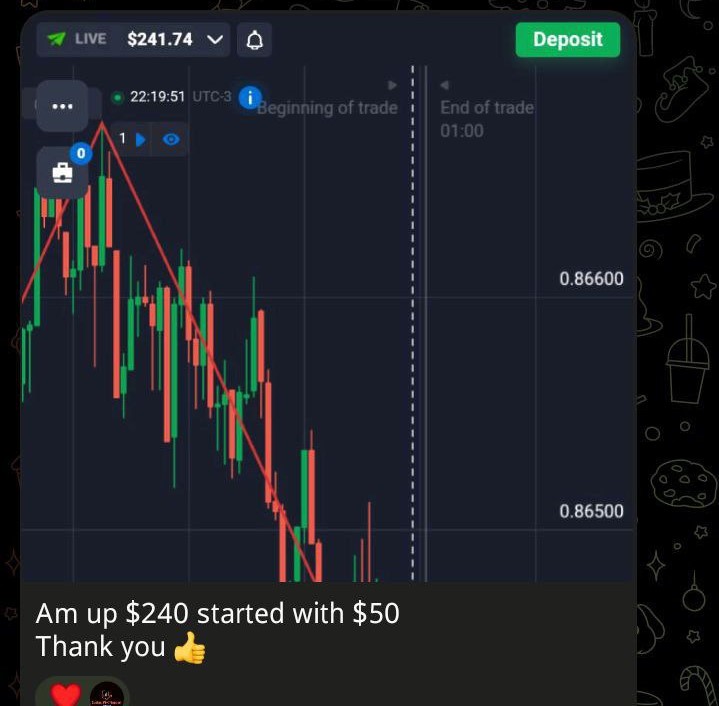 LIVE $241.74
Deposit
22:19:51 UTC-3
Beginning of trade
End of trade
01:00
1
0
0.86600
0.86500
Am up $240 started with $50
Thank you 👍